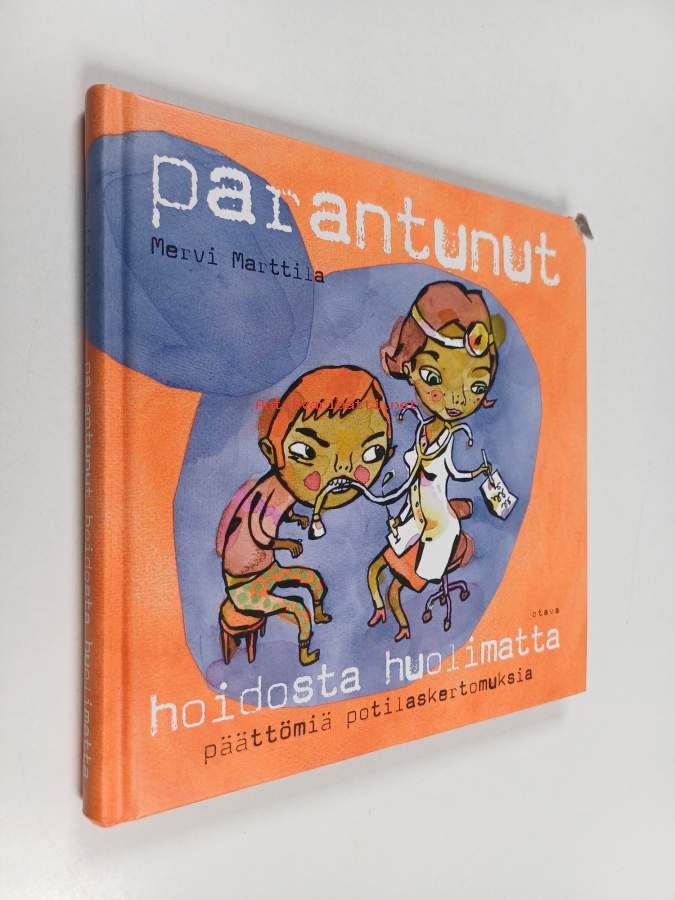 parantunut
Mervi Marttila
otava
hoidosta huolimatta
päättömiä potilaskertomuksia
parantunut hoidosta huolimatta